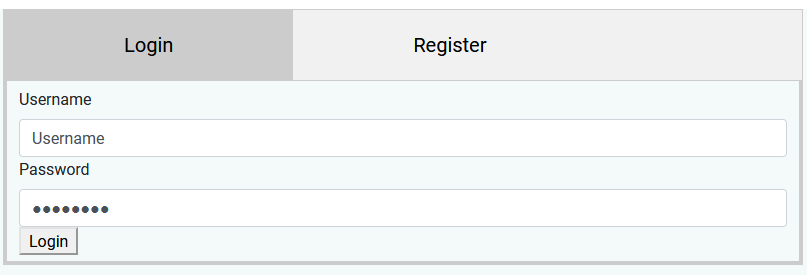 Login Register
Username
Username
Password
●●●●●●●●
Login